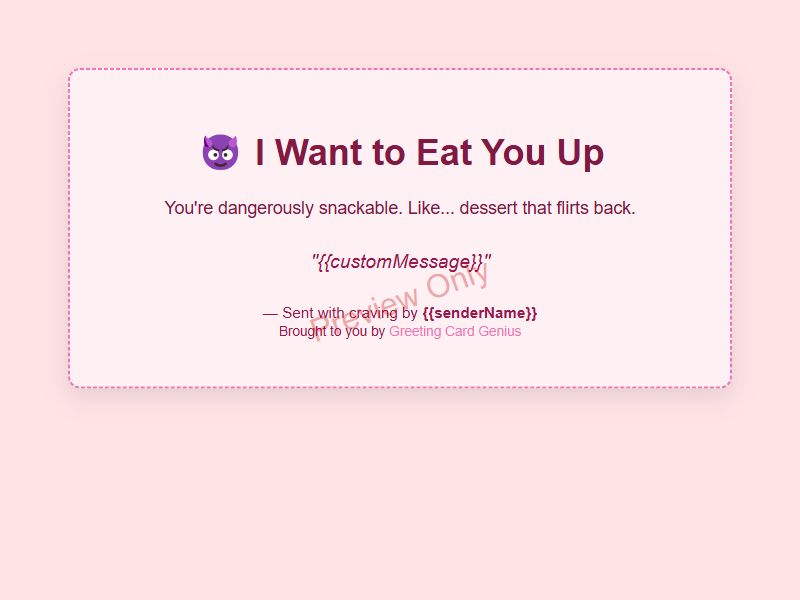 😈 I Want to Eat You Up
You're dangerously snackable. Like... dessert that flirts back.
"{{customMessage}}"
Preview Only
— Sent with craving by {{senderName}}
Brought to you by Greeting Card Genius